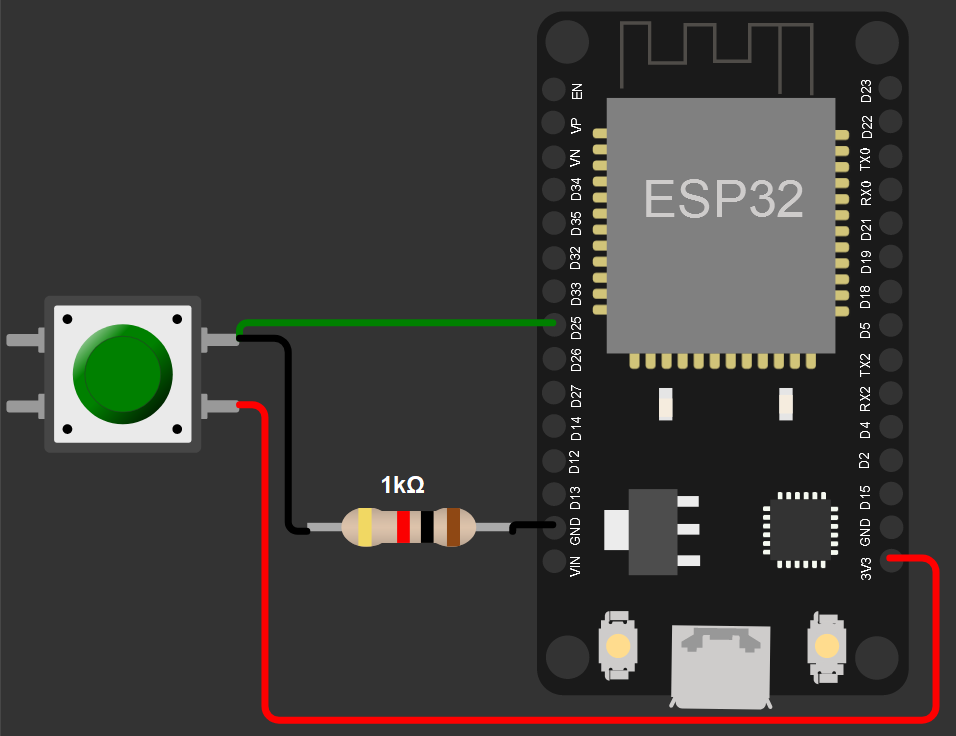 EN
VP
VN
D34
D35
D32
D33
D25
D26
D27
D14
D12
D13
GND
VIN
ESP32
D23
D22
TX0
RX0
D21
D19
D18
D5
TX2
RX2
D4
D2
D15
GND
3V3
1kΩ